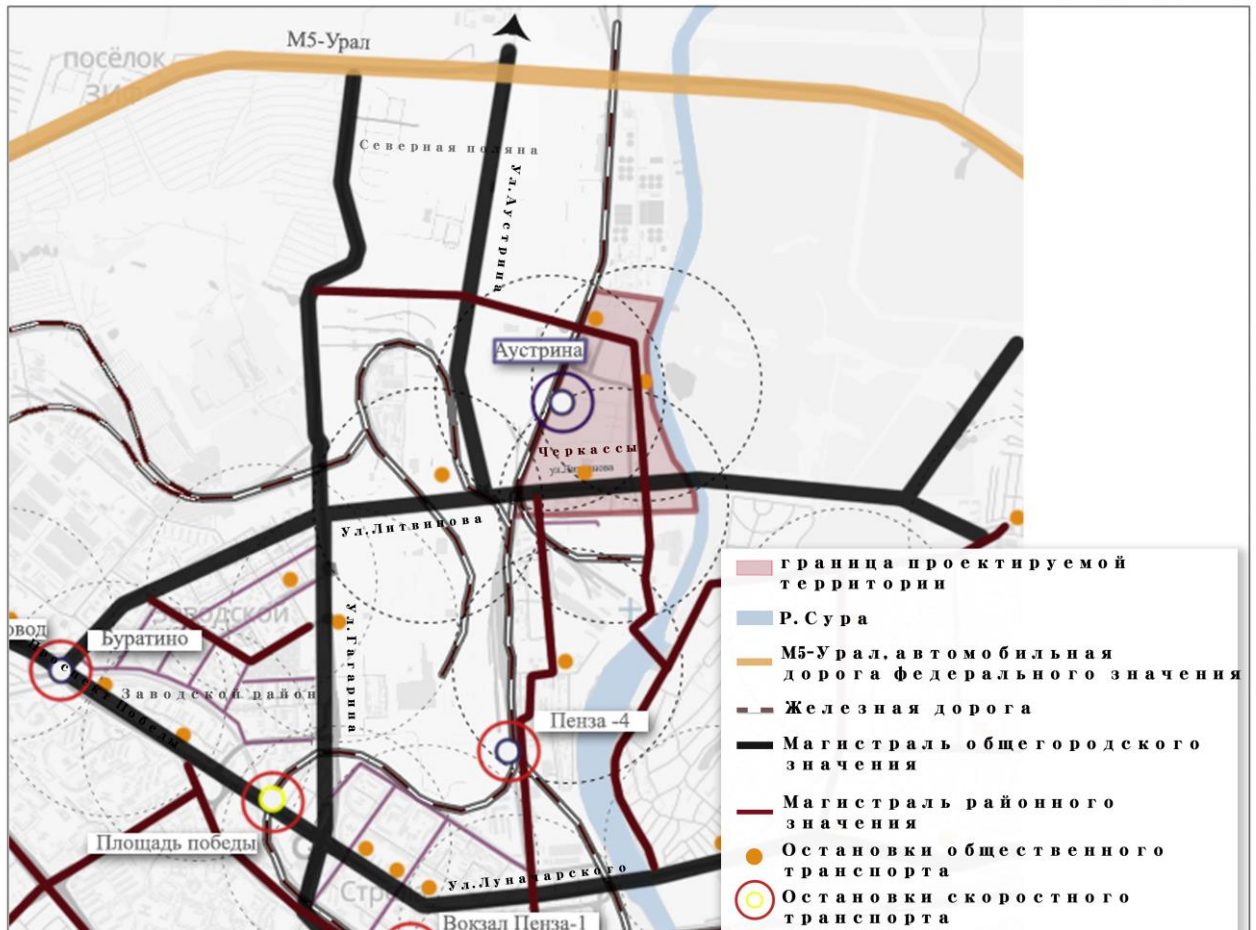 М5-Урал
посёлок
Северная поляна
Ул.Аустрина
Аустрина
Черкассы
Ул.Литвинова
Заводской
Буратино
Проспект Победы
Заводской район
Ул.Гагарина
Пенза -4
Площадь победы
Ул.Луначарского
Вокзал Пенза-1
граница проектируемой
территории
Р.Сура
М5-Урал, автомобильная
дорога федерального значения
Железная дорога
Магистраль общегородского
значения
Магистраль районного
значения
Остановки общественного
транспорта
Остановки скоростного
транспорта